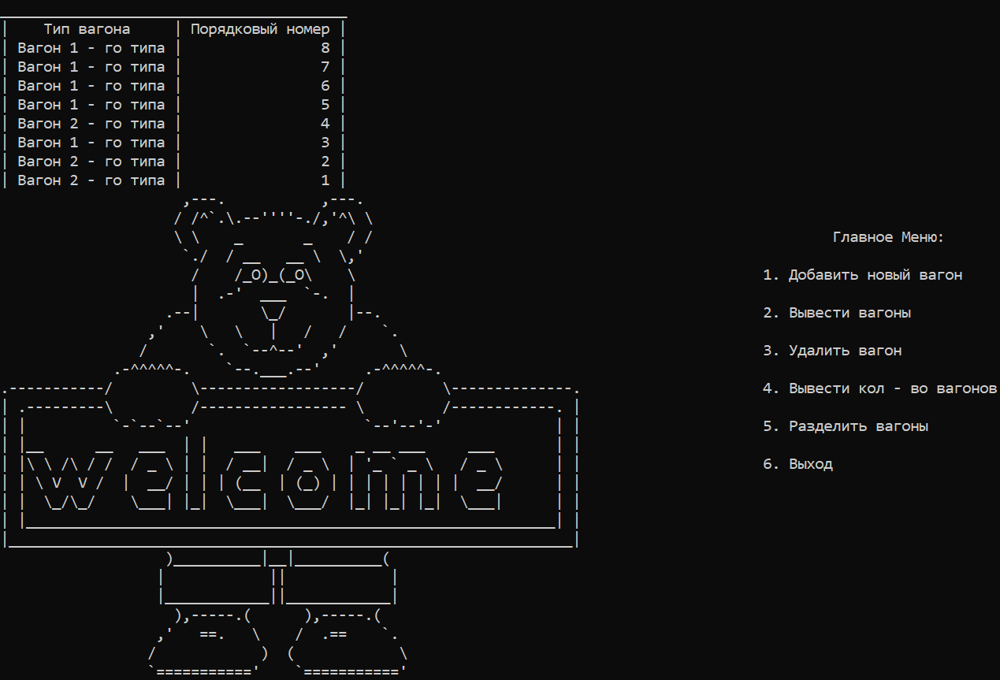 Тип вагона | Порядковый номер
Вагон 1 - го типа | 8
Вагон 1 - го типа | 7
Вагон 1 - го типа | 6
Вагон 1 - го типа | 5
Вагон 2 - го типа | 4
Вагон 1 - го типа | 3
Вагон 2 - го типа | 2
Вагон 2 - го типа | 1
welcome
Главное Меню:
1. Добавить новый вагон
2. Вывести вагоны
3. Удалить вагон
4. Вывести кол - во вагонов
5. Разделить вагоны
6. Выход